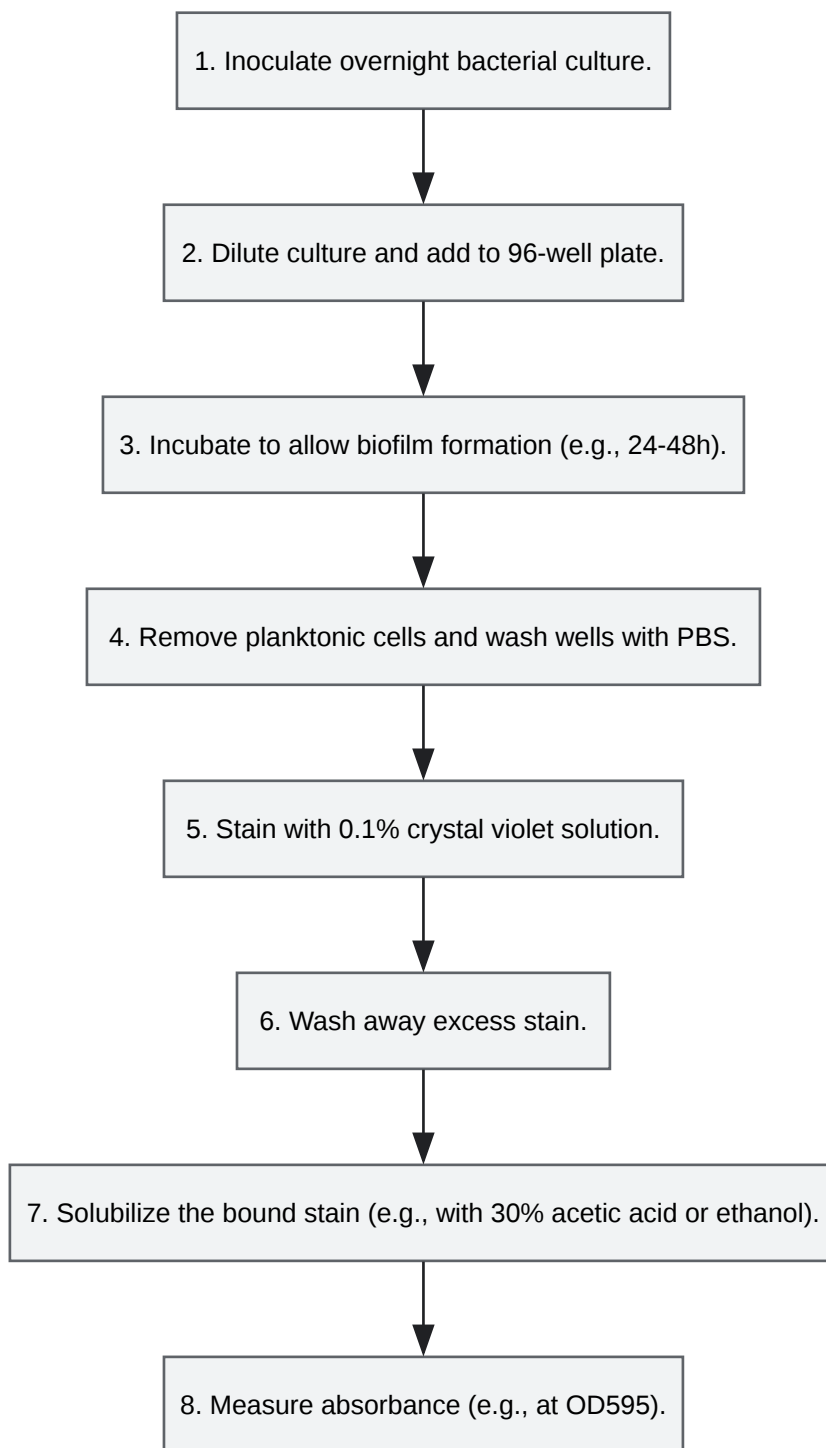 1. Inoculate overnight bacterial culture.
2. Dilute culture and add to 96-well plate.
3. Incubate to allow biofilm formation (e.g., 24-48h).
4. Remove planktonic cells and wash wells with PBS.
5. Stain with 0.1% crystal violet solution.
6. Wash away excess stain.
7. Solubilize the bound stain (e.g., with 30% acetic acid or ethanol).
8. Measure absorbance (e.g., at OD595).